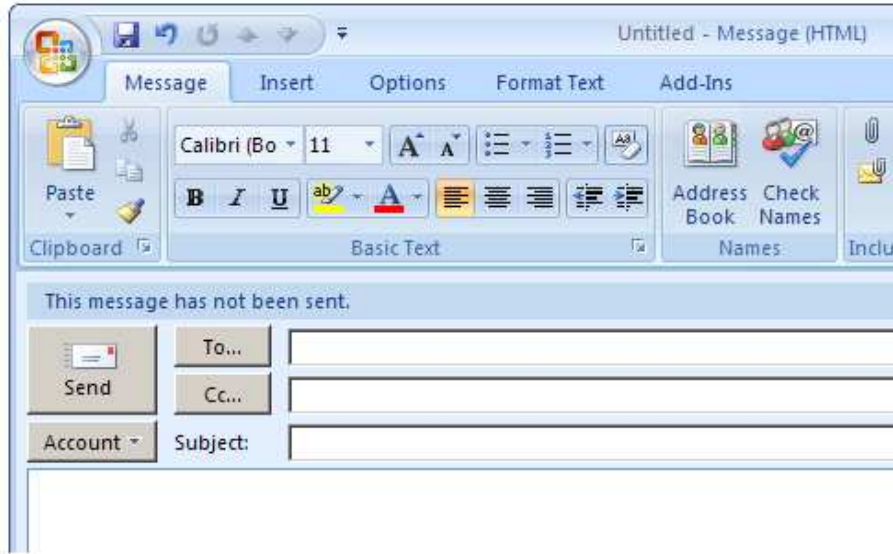 Untitled - Message (HTML)
Message Insert Options Format Text Add-Ins
Calibri (Bo 11 A A
Paste B I U ab A Address Book Check Names
Clipboard Basic Text Names Inclu
This message has not been sent.
To...
Send
Cc...
Account Subject: